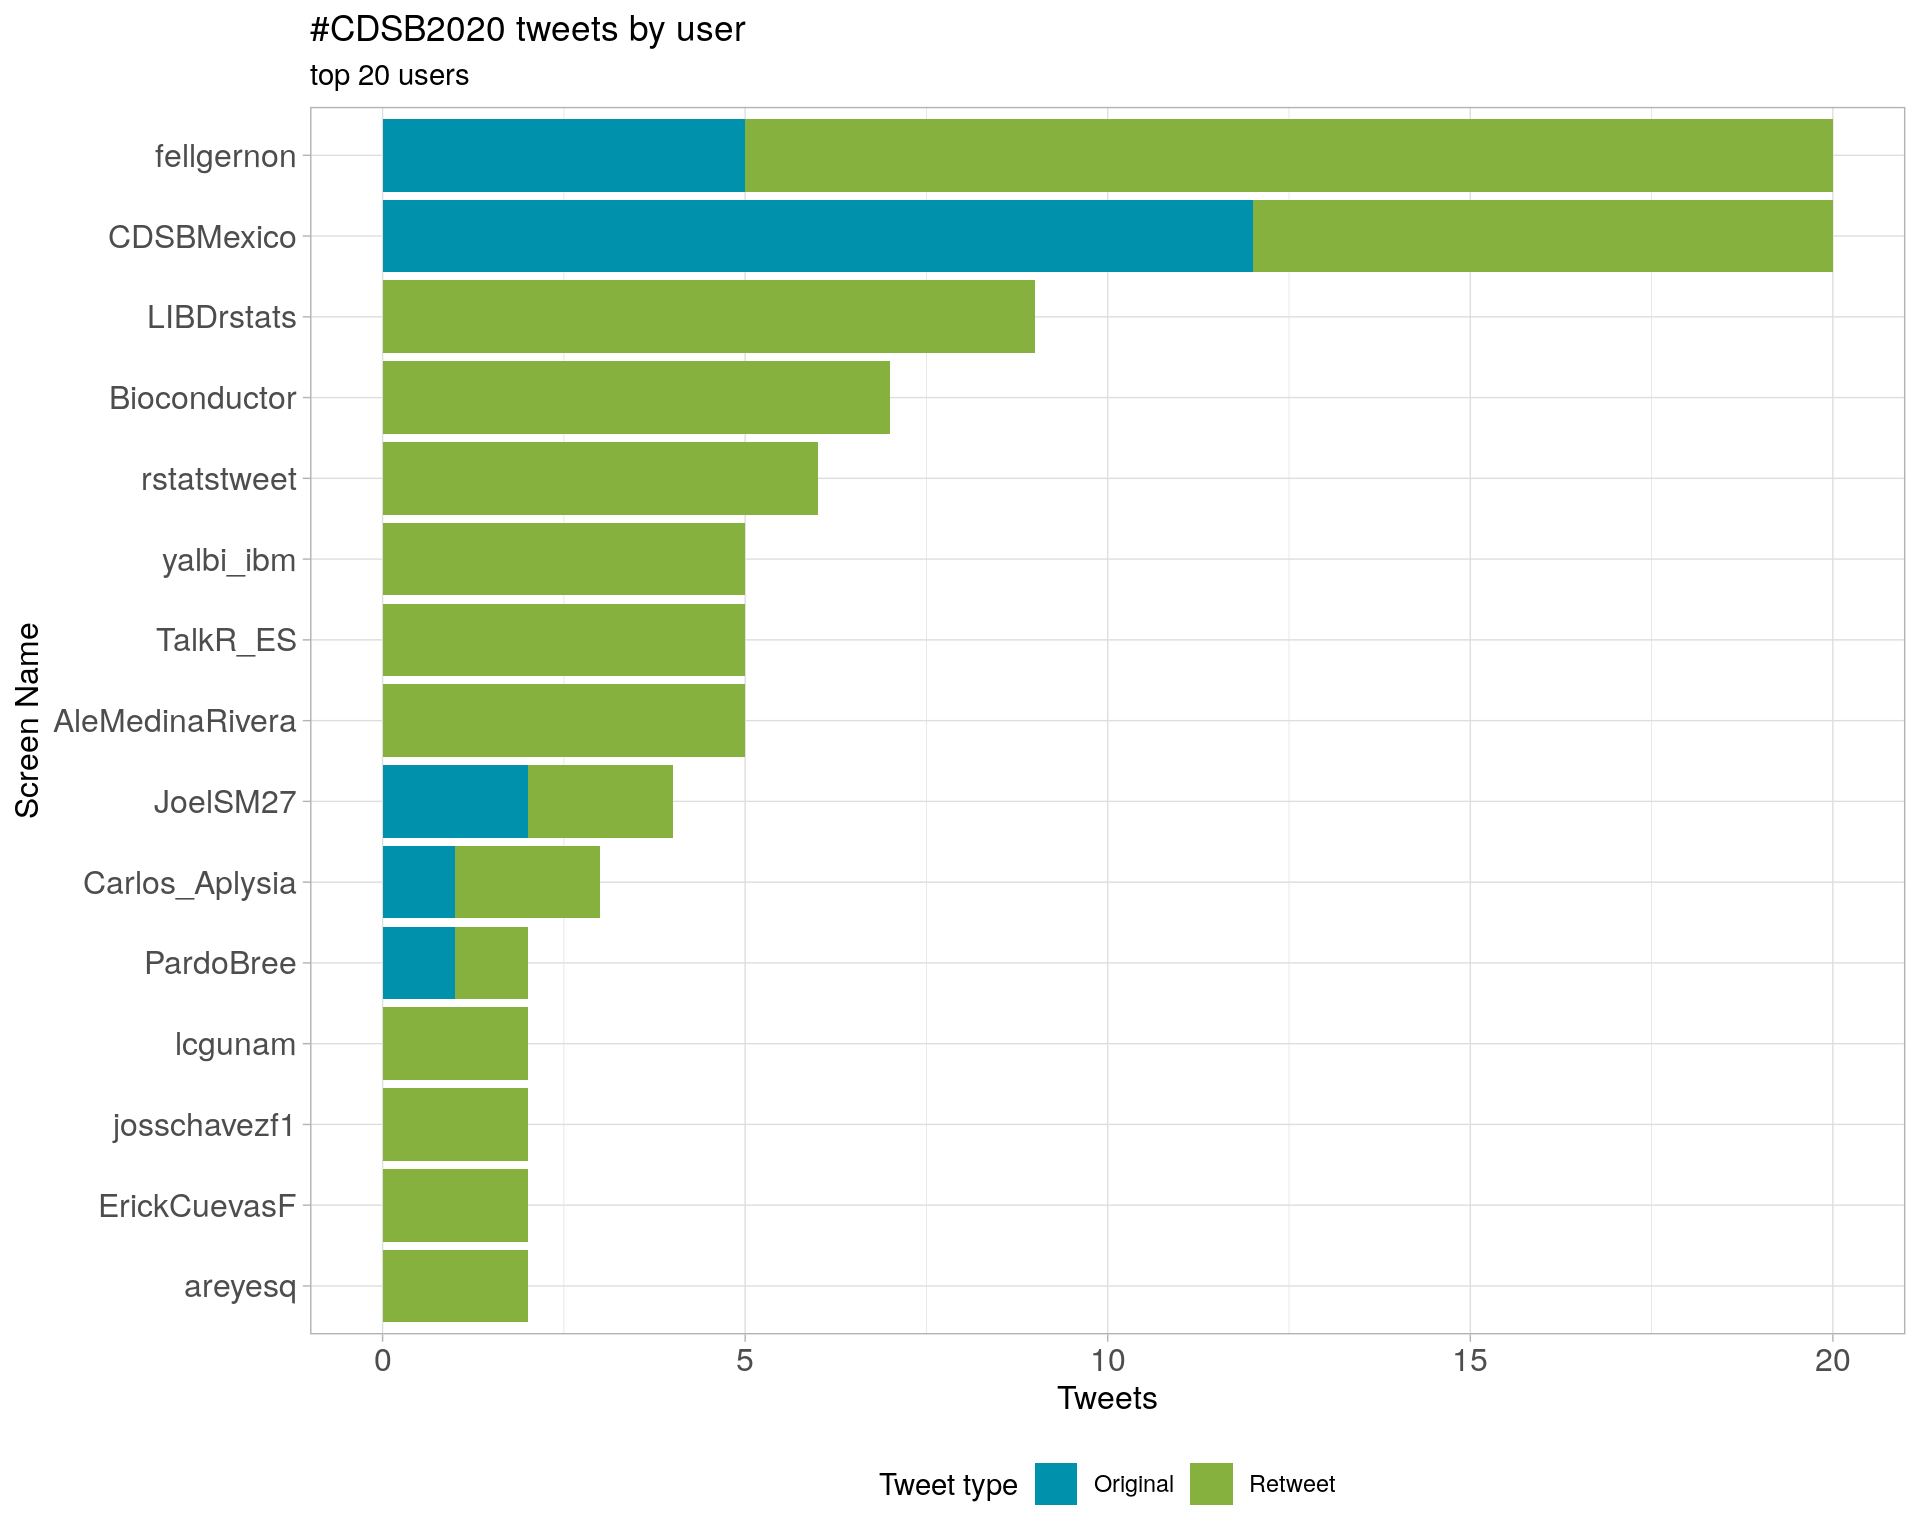 #CDSB2020 tweets by user
top 20 users
Screen Name
fellgernon
CDSBMexico
LIBDrstats
Bioconductor
rstatstweet
yalbi_ibm
TalkR_ES
AleMedinaRivera
JoelSM27
Carlos_Aplysia
PardoBree
lcgunam
josschavezf1
ErickCuevasF
areyesq
0 5 10 15 20
Tweets
Tweet type Original Retweet